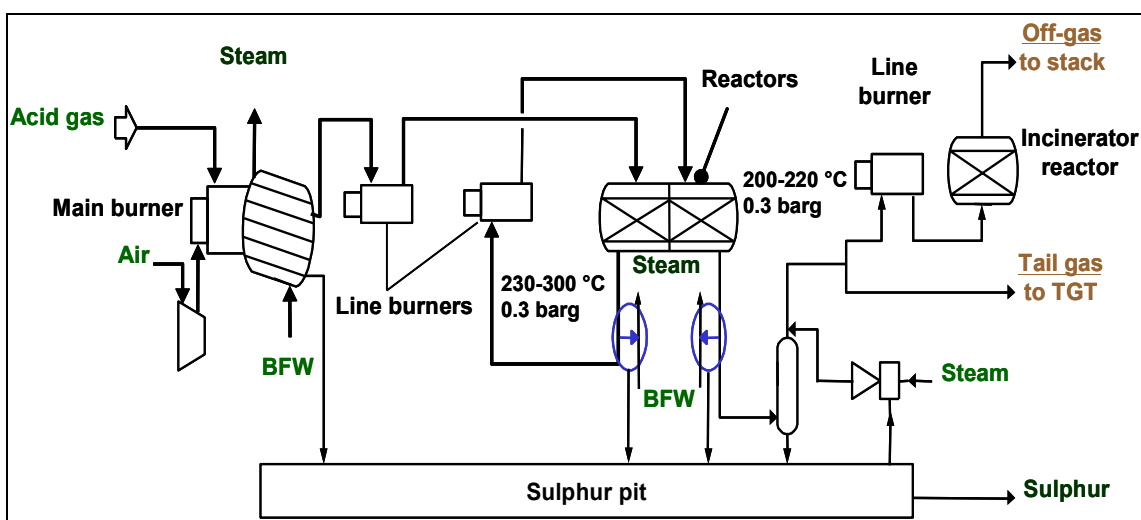 Off-gas
to stack
Steam
Line
burner
Reactors
Acid gas
Incinerator
reactor
200-220 °C
0.3 barg
Main burner
Air
Steam
Tail gas
to TGT
230-300 °C
0.3 barg
Line burners
BFW
BFW
Steam
Sulphur pit
Sulphur